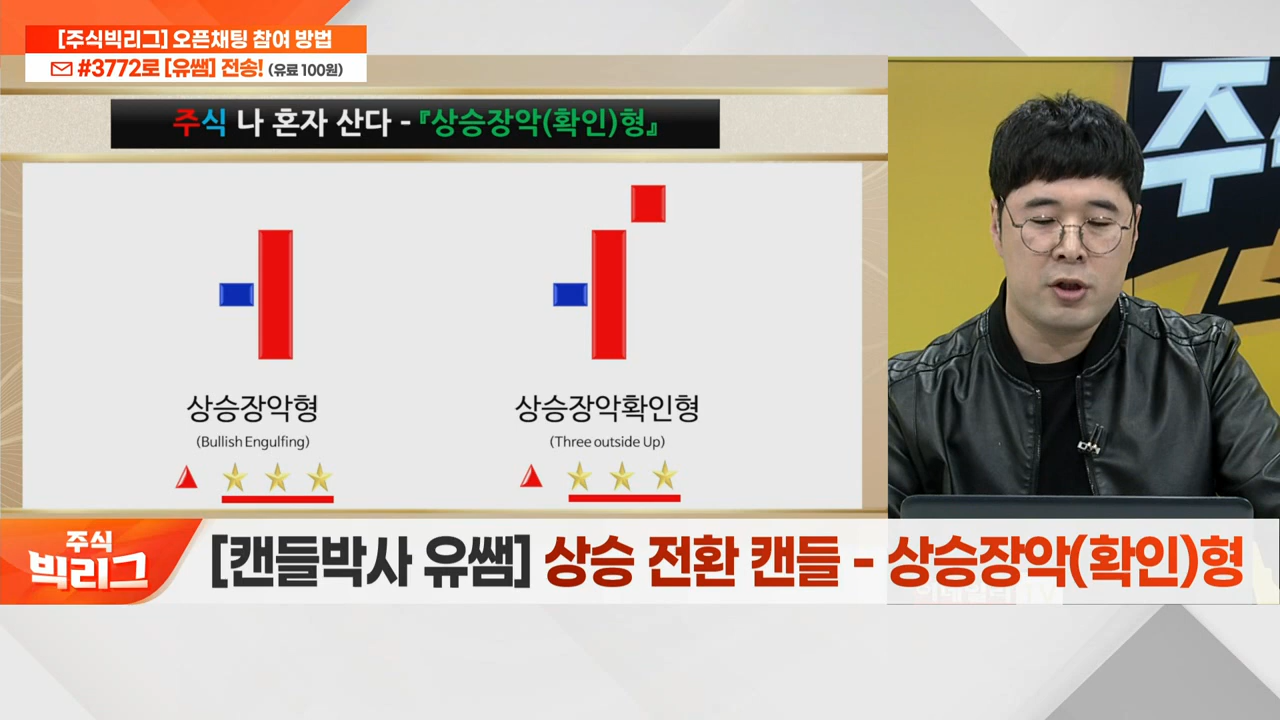 [주식빅리그] 오픈채팅 참여 방법
#3772로 [유쌤] 전송! (유료 100원)
주식 나 혼자 산다 - 『상승장악(확인)형』
상승장악형
(Bullish Engulfing)
상승장악확인형
(Three outside Up)
주식
빅리그
[캔들박사 유쌤] 상승 전환 캔들 - 상승장악(확인)형